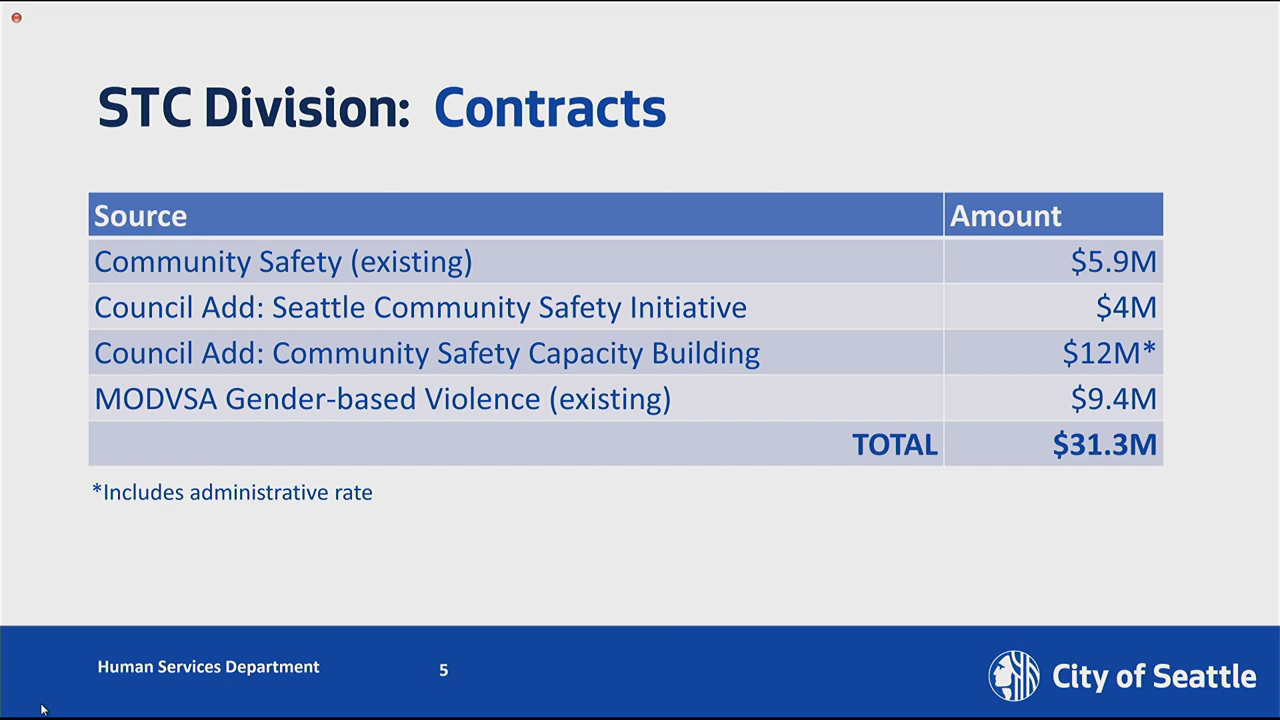 STC Division: Contracts
Source Amount
Community Safety (existing) $5.9M
Council Add: Seattle Community Safety Initiative $4M
Council Add: Community Safety Capacity Building $12M*
MODVSA Gender-based Violence (existing) $9.4M
TOTAL $31.3M
*Includes administrative rate
Human Services Department 5 City of Seattle